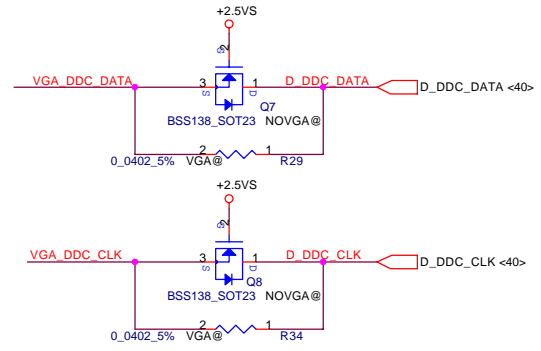 +2.5VS
G
2
VGA_DDC_DATA 3 1 D_DDC_DATA D_DDC_DATA <40>
S D
Q7
BSS138_SOT23 NOVGA@
2 1
0_0402_5% VGA@ R29
+2.5VS
G
2
VGA_DDC_CLK 3 1 D_DDC_CLK D_DDC_CLK <40>
S D
Q8
BSS138_SOT23 NOVGA@
2 1
0_0402_5% VGA@ R34